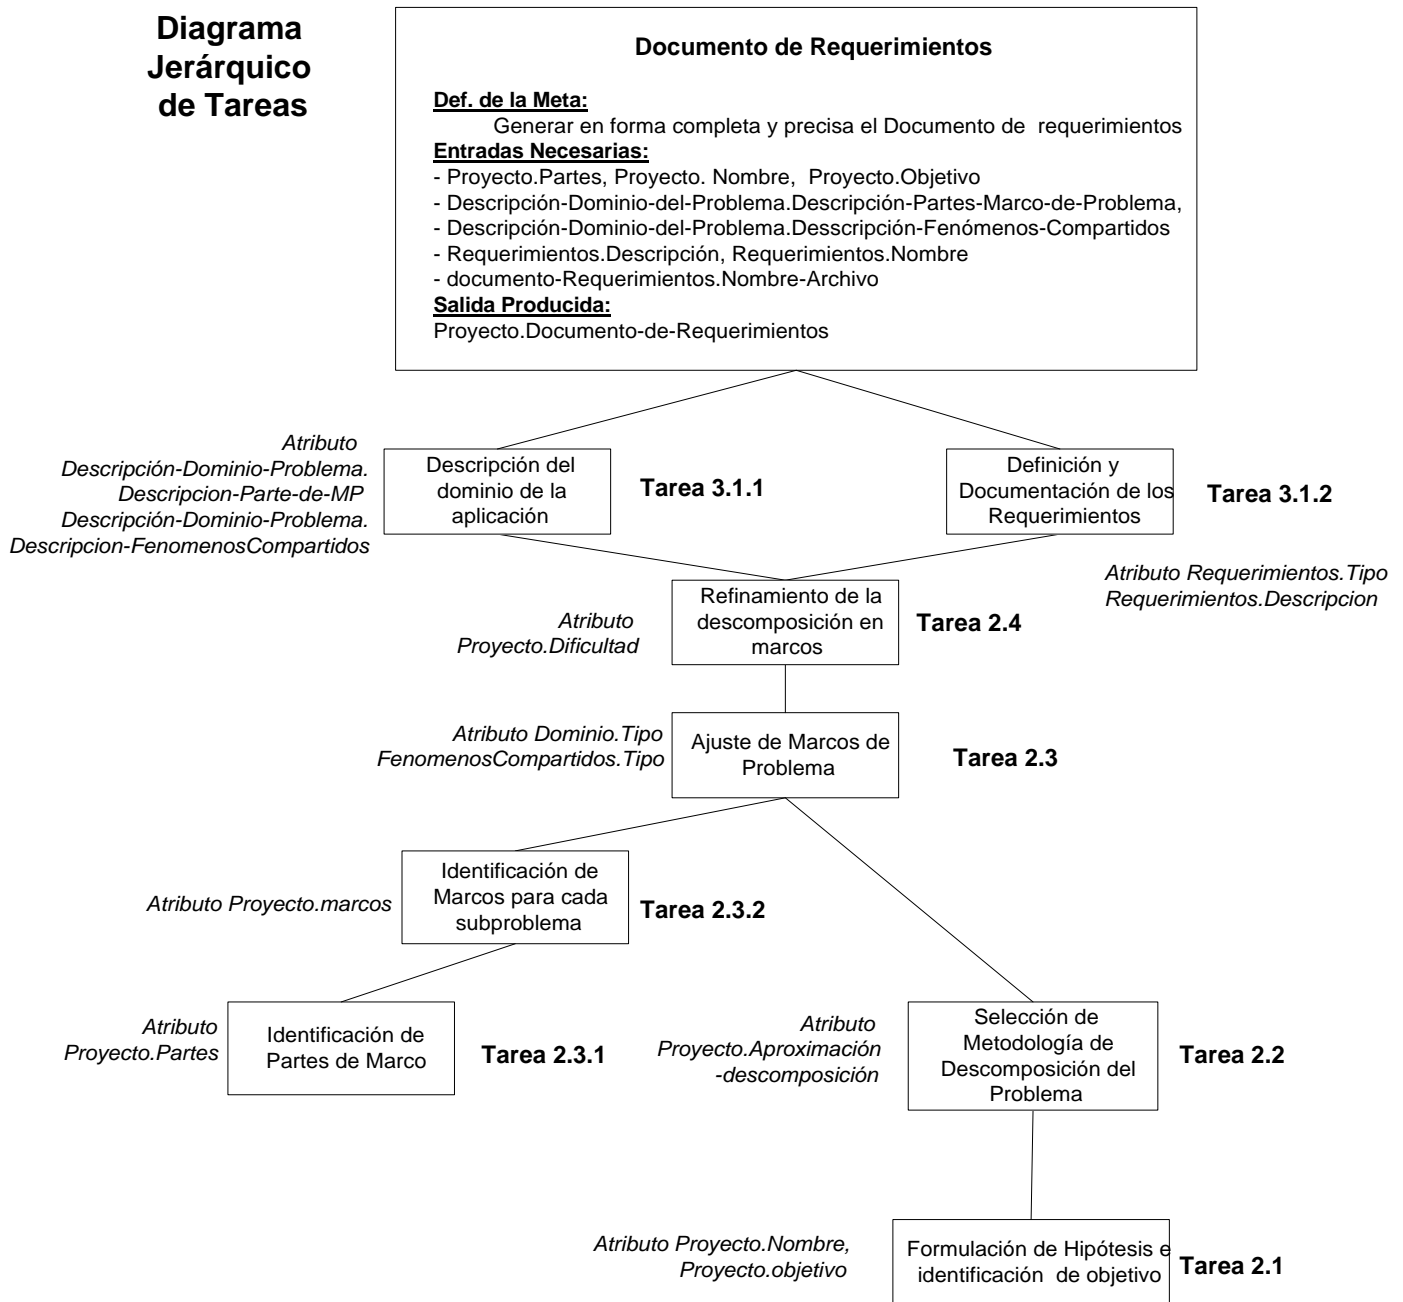 Diagrama
Jerárquico
de Tareas
Documento de Requerimientos
Def. de la Meta:
Generar en forma completa y precisa el Documento de requerimientos
Entradas Necesarias:
- Proyecto.Partes, Proyecto. Nombre, Proyecto.Objetivo
- Descripción-Dominio-del-Problema.Descripción-Partes-Marco-de-Problema,
- Descripción-Dominio-del-Problema.Desscripción-Fenómenos-Compartidos
- Requerimientos.Descripción, Requerimientos.Nombre
- documento-Requerimientos.Nombre-Archivo
Salida Producida:
Proyecto.Documento-de-Requerimientos
Atributo
Descripción-Dominio-Problema.
Descripcion-Parte-de-MP
Descripción-Dominio-Problema.
Descripcion-FenomenosCompartidos
Descripción del
dominio de la
aplicación
Tarea 3.1.1
Definición y
Documentación de los
Requerimientos
Tarea 3.1.2
Atributo Requerimientos.Tipo
Requerimientos.Descripcion
Atributo
Proyecto.Dificultad
Refinamiento de la
descomposición en
marcos
Tarea 2.4
Atributo Dominio.Tipo
FenomenosCompartidos.Tipo
Ajuste de Marcos de
Problema
Tarea 2.3
Atributo Proyecto.marcos
Identificación de
Marcos para cada
subproblema
Tarea 2.3.2
Atributo
Proyecto.Partes
Identificación de
Partes de Marco
Tarea 2.3.1
Atributo
Proyecto.Aproximación
-descomposición
Selección de
Metodología de
Descomposición del
Problema
Tarea 2.2
Atributo Proyecto.Nombre,
Proyecto.objetivo
Formulación de Hipótesis e
identificación de objetivo
Tarea 2.1